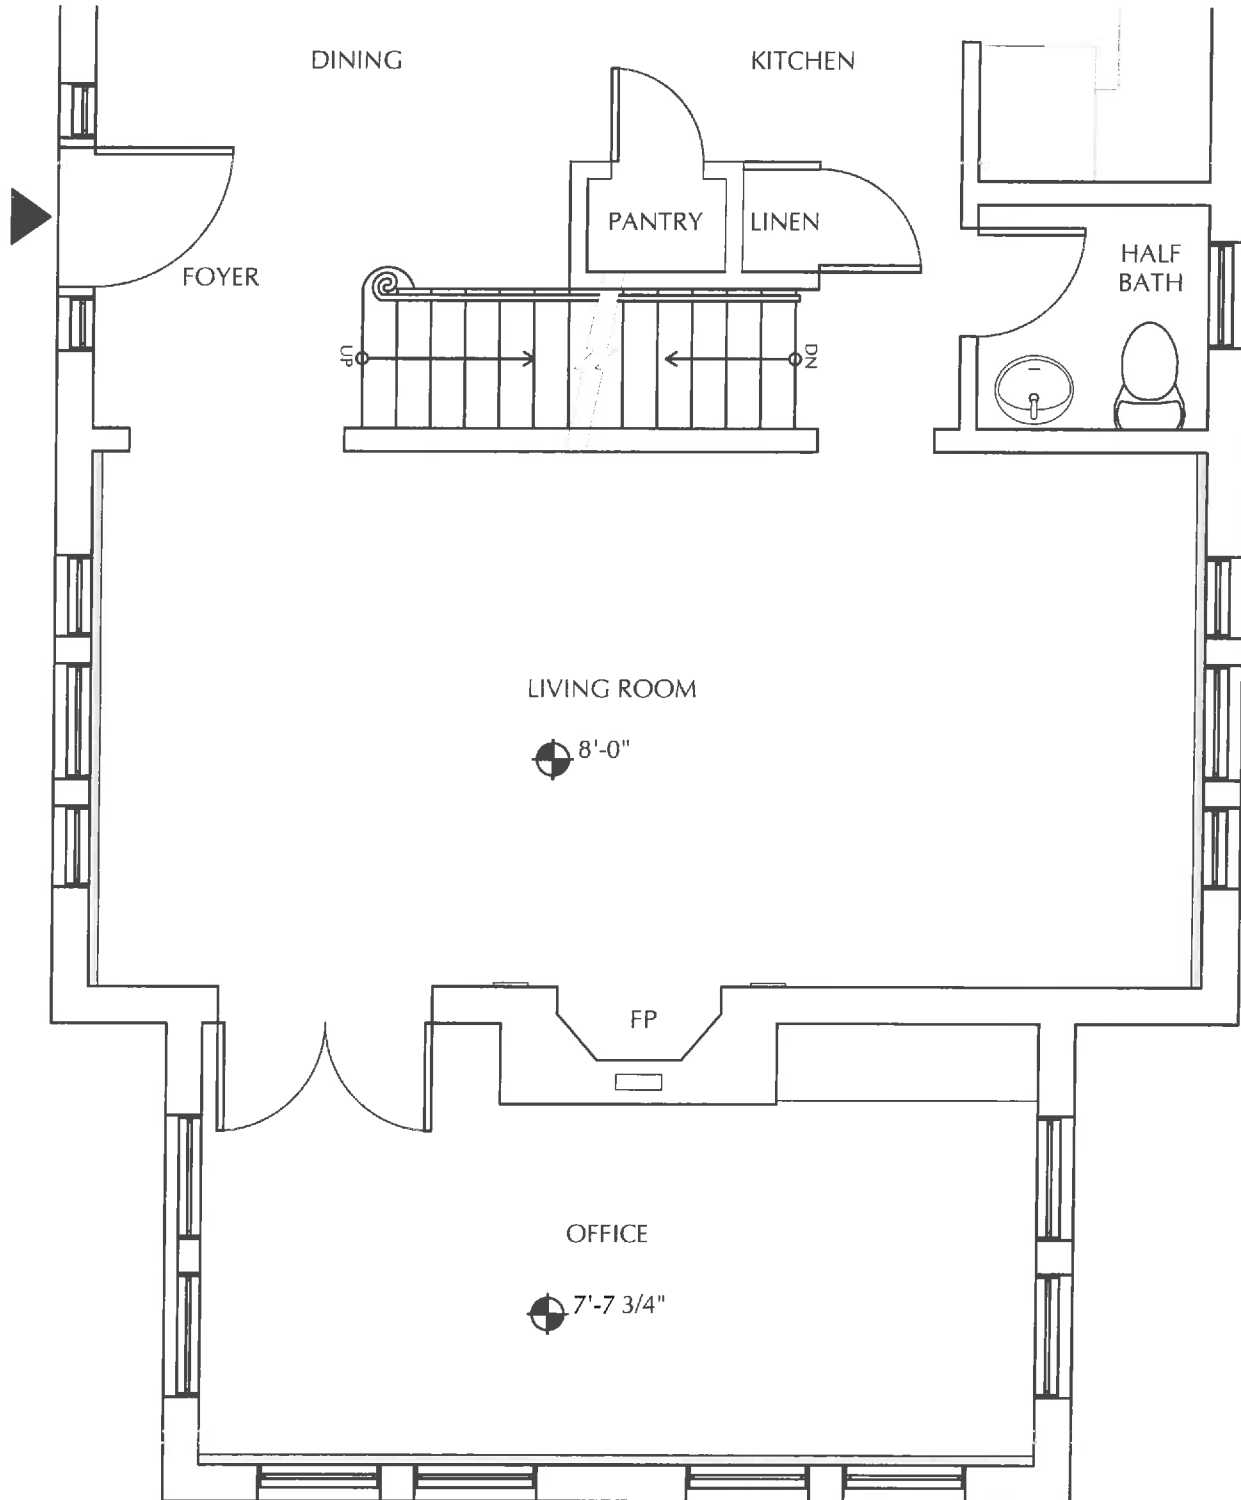 DINING
KITCHEN
PANTRY
LINEN
HALF
BATH
FOYER
UP
DN
LIVING ROOM
8'-0"
FP
OFFICE
7'-7 3/4"